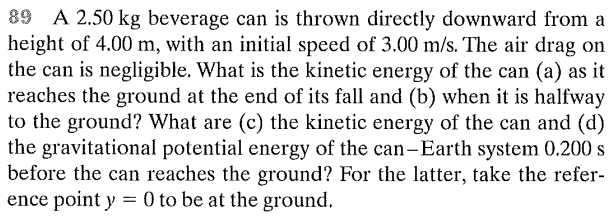 89 A 2.50 kg beverage can is thrown directly downward from a
height of 4.00 m, with an initial speed of 3.00 m/s. The air drag on
the can is negligible. What is the kinetic energy of the can (a) as it
reaches the ground at the end of its fall and (b) when it is halfway
to the ground? What are (c) the kinetic energy of the can and (d)
the gravitational potential energy of the can–Earth system 0.200 s
before the can reaches the ground? For the latter, take the refer-
ence point y = 0 to be at the ground.